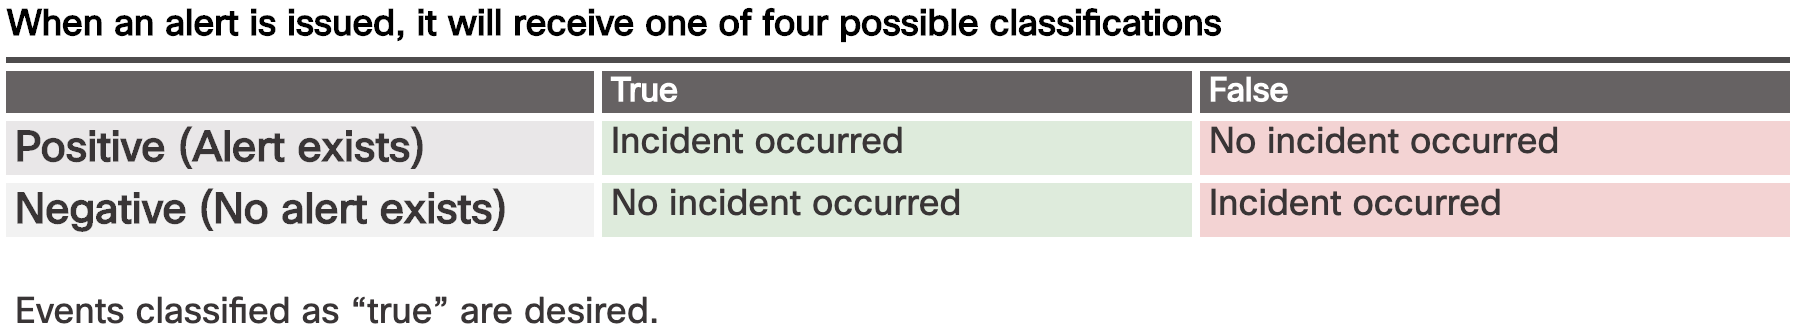 When an alert is issued, it will receive one of four possible classifications
True False
Positive (Alert exists) Incident occurred No incident occurred
Negative (No alert exists) No incident occurred Incident occurred
Events classified as “true” are desired.